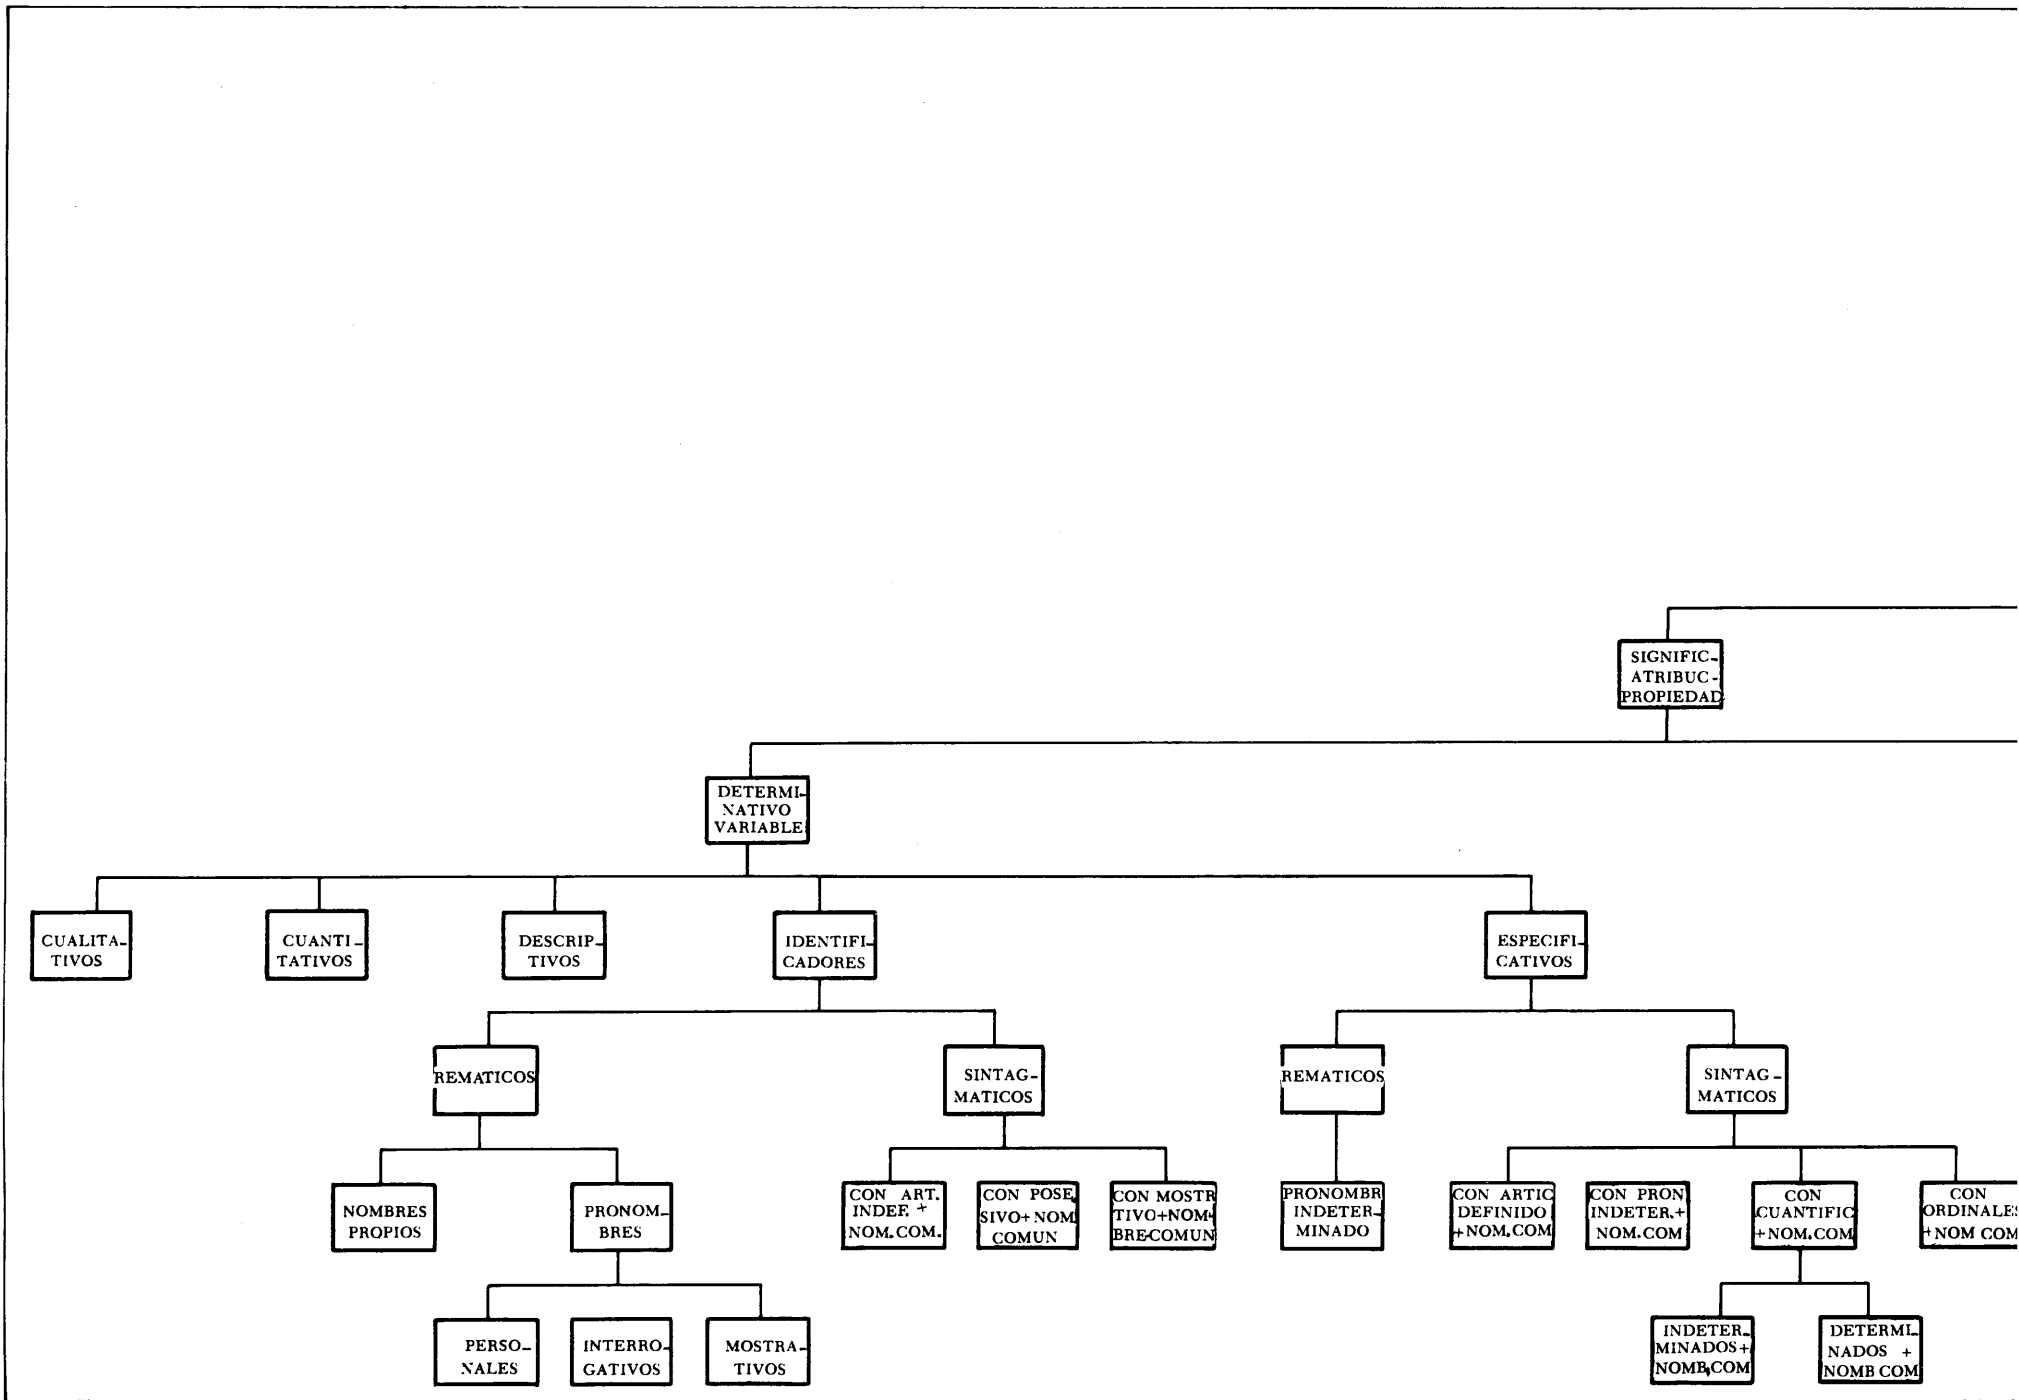 SIGNIFIC-
ATRIBUC-
PROPIEDAD
DETERMI-
NATIVO
VARIABLE
CUALITA-
TIVOS
CUANTI-
TATIVOS
DESCRIP-
TIVOS
IDENTIFI-
CADORES
ESPECIFI-
CATIVOS
REMATICOS
SINTAG-
MATICOS
REMATICOS
SINTAG-
MATICOS
NOMBRES
PROPIOS
PRONOM-
BRES
CON ART.
INDEF. +
NOM.COM.
CON POSE
SIVO+NOM
COMUN
CON MOSTR
TIVO+NOM-
BRE COMUN
PRONOMBR
INDETER-
MINADO
CON ARTIC
DEFINIDO
+NOM.COM
CON PRON
INDETER.+
NOM.COM
CON
CUANTIFIC
+NOM.COM
CON
ORDINALES
+NOM COM
PERSO-
NALES
INTERRO-
GATIVOS
MOSTRA-
TIVOS
INDETER-
MINADOS+
NOMB.COM
DETERMI-
NADOS +
NOMB COM